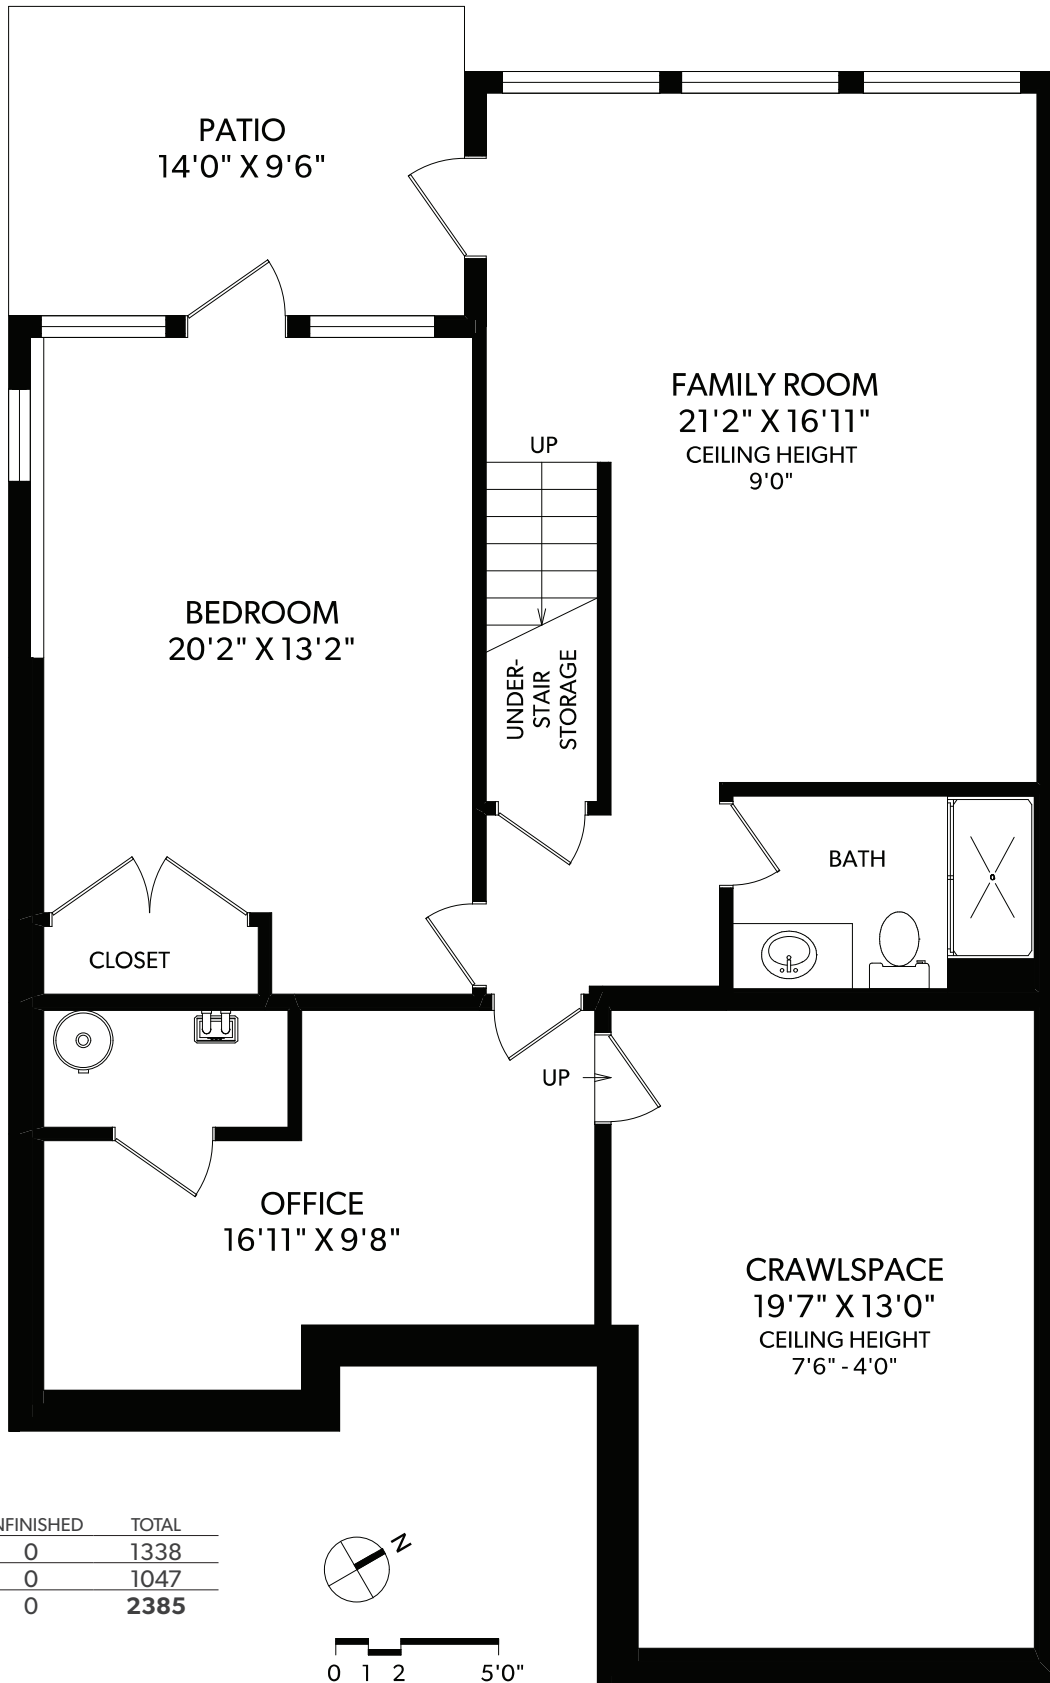 PATIO
14'0" X 9'6"
FAMILY ROOM
21'2" X 16'11"
CEILING HEIGHT
9'0"
UP
BEDROOM
20'2" X 13'2"
UNDER-
STAIR
STORAGE
BATH
CLOSET
UP
OFFICE
16'11" X 9'8"
CRAWLSPACE
19'7" X 13'0"
CEILING HEIGHT
7'6" - 4'0"
NFINISHED TOTAL
0 1338
0 1047
0 2385
N
0 1 2 5'0"